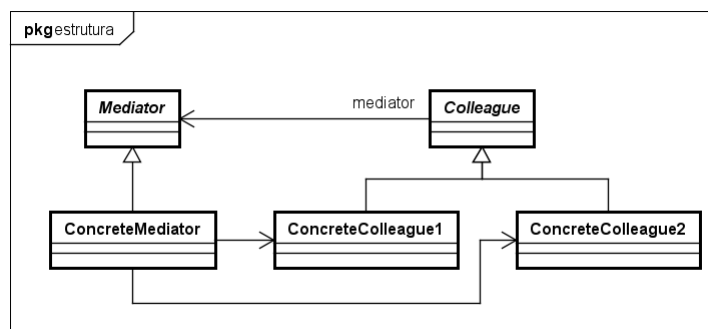 pkg estrutura
mediator
Mediator
Colleague
ConcreteMediator
ConcreteColleague1
ConcreteColleague2